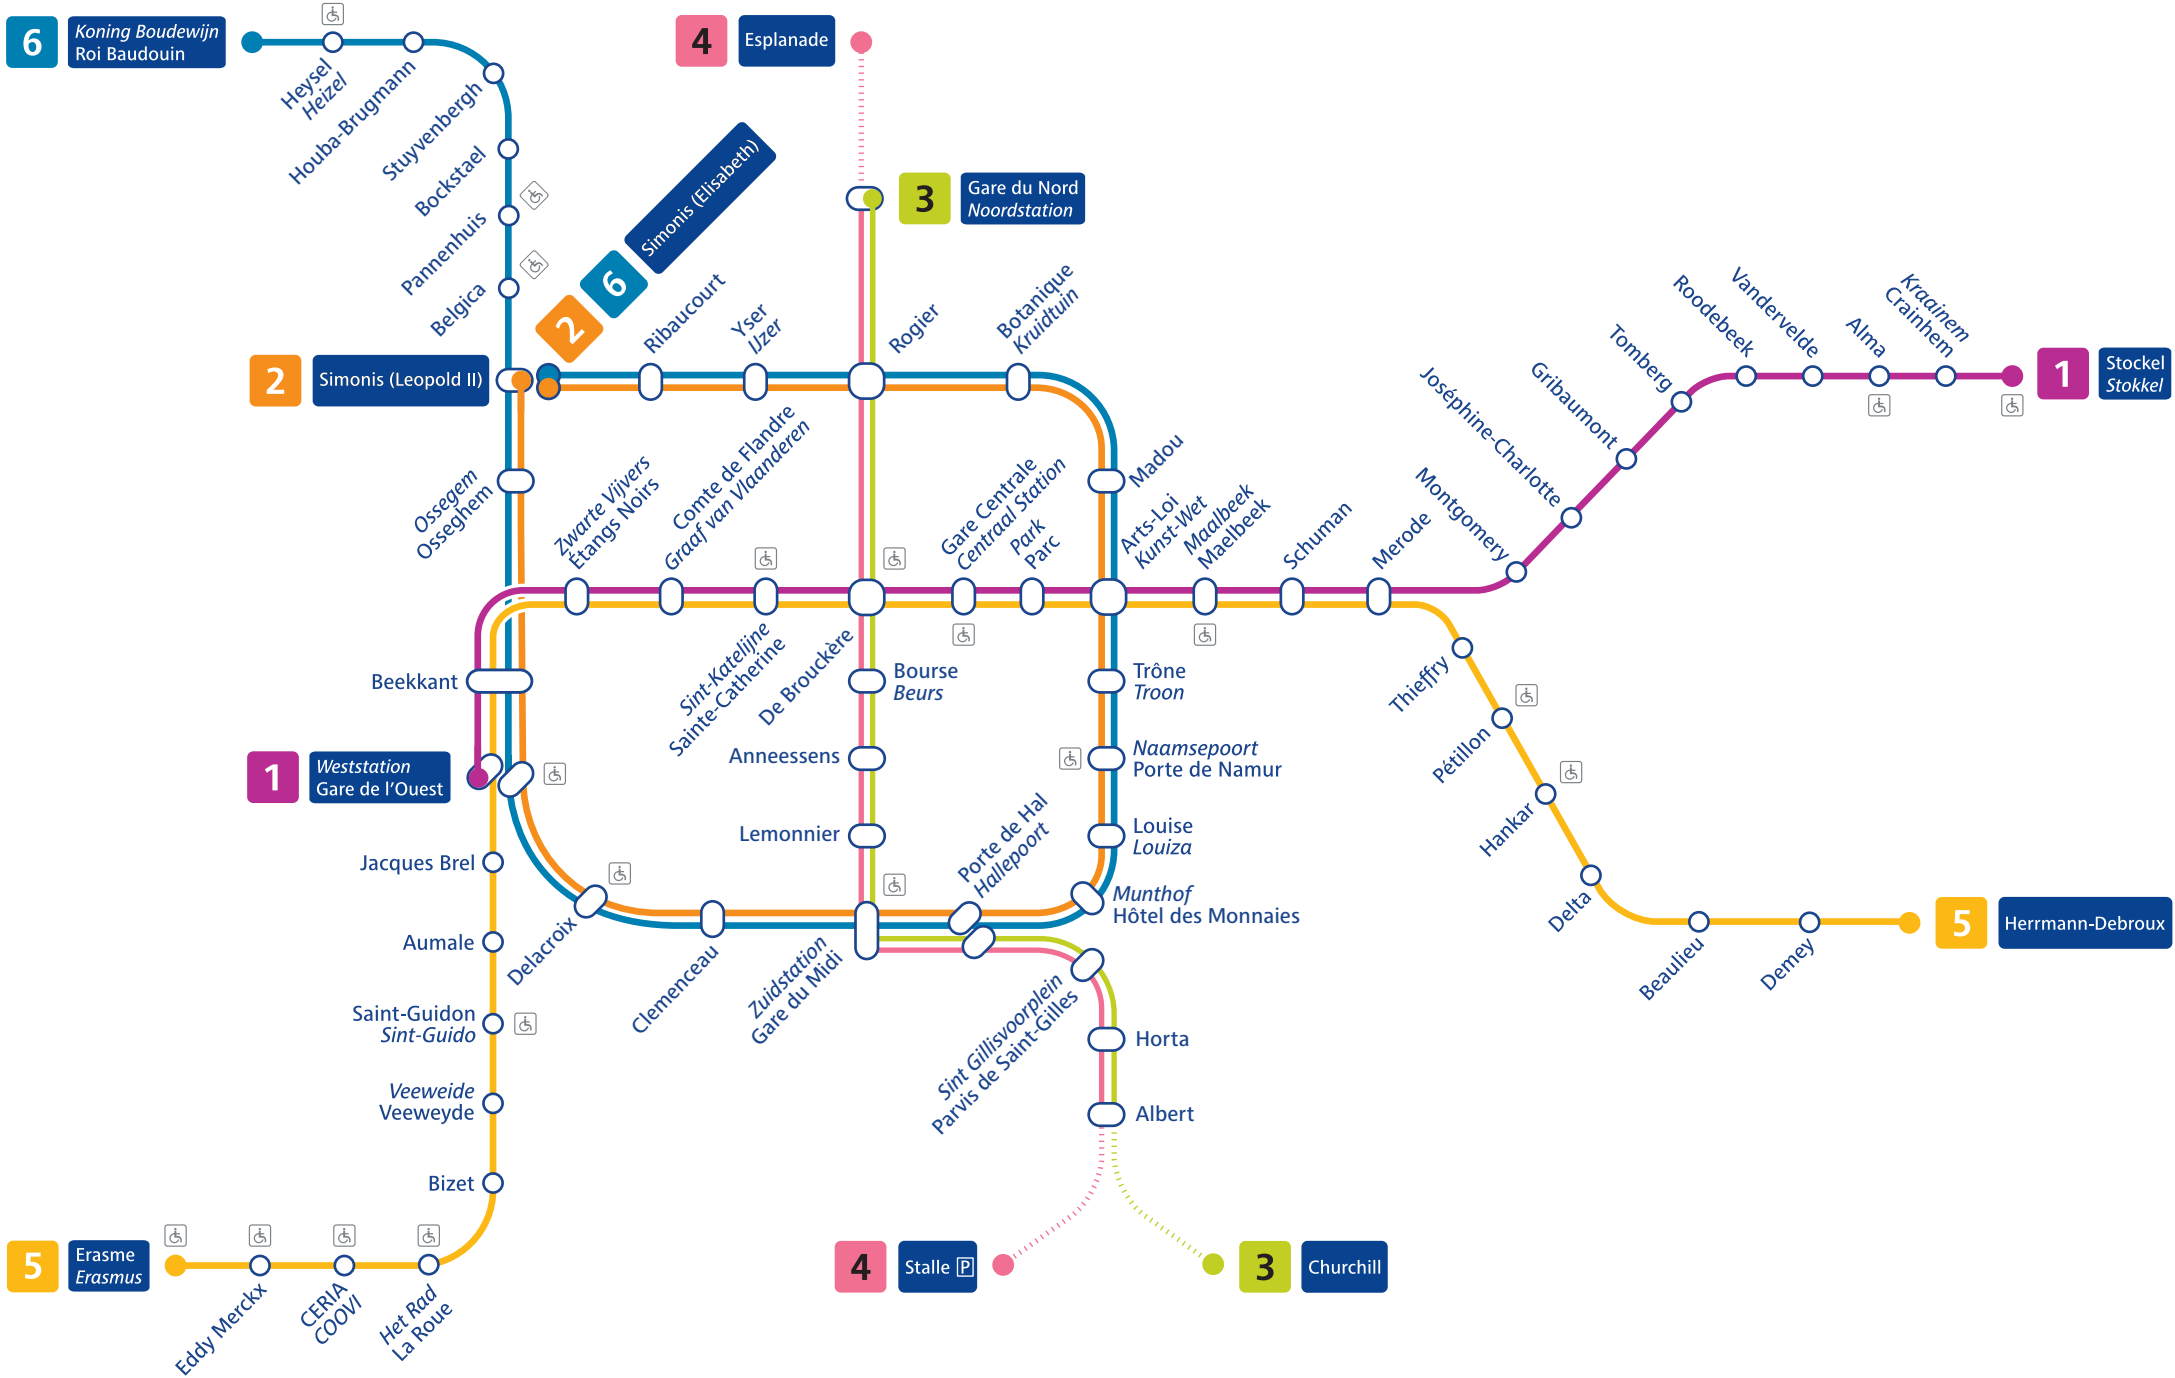 6
Koning Boudewijn
Roi Baudouin
Heysel
Heizel
Houba-Brugmann
Stuyvenbergh
Bockstael
Pannenhuis
Belgica
4
Esplanade
3
Gare du Nord
Noordstation
2
6
Simonis (Elisabeth)
2
Simonis (Leopold II)
Ribaucourt
Yser
IJzer
Rogier
Botanique
Kruidtuin
Madou
Ossegem
Osseghem
Zwarte Vijvers
Étangs Noirs
Comte de Flandre
Graaf van Vlaanderen
Sint-Katelijne
Sainte-Catherine
De Brouckère
Gare Centrale
Centraal Station
Park
Parc
Arts-Loi
Kunst-Wet
Maalbeek
Maelbeek
Schuman
Merode
Montgomery
Joséphine-Charlotte
Gribaumont
Tomberg
Roodebeek
Vandervelde
Alma
Kraainem
Crainhem
1
Stockel
Stokkel
Beekkant
1
Weststation
Gare de l'Ouest
Bourse
Beurs
Anneessens
Lemonnier
Trône
Troon
Naamsepoort
Porte de Namur
Louise
Louiza
Munthof
Hôtel des Monnaies
Porte de Hal
Hallepoort
Thieffry
Pétillon
Hankar
Delta
Beaulieu
Demey
5
Herrmann-Debroux
Jacques Brel
Aumale
Saint-Guidon
Sint-Guido
Veeweide
Veeweyde
Bizet
Delacroix
Clemenceau
Zuidstation
Gare du Midi
Sint Gillisvoorplein
Parvis de Saint-Gilles
Horta
Albert
5
Erasme
Erasmus
Eddy Merckx
CERIA
COOVI
Het Rad
La Roue
4
Stalle P
3
Churchill